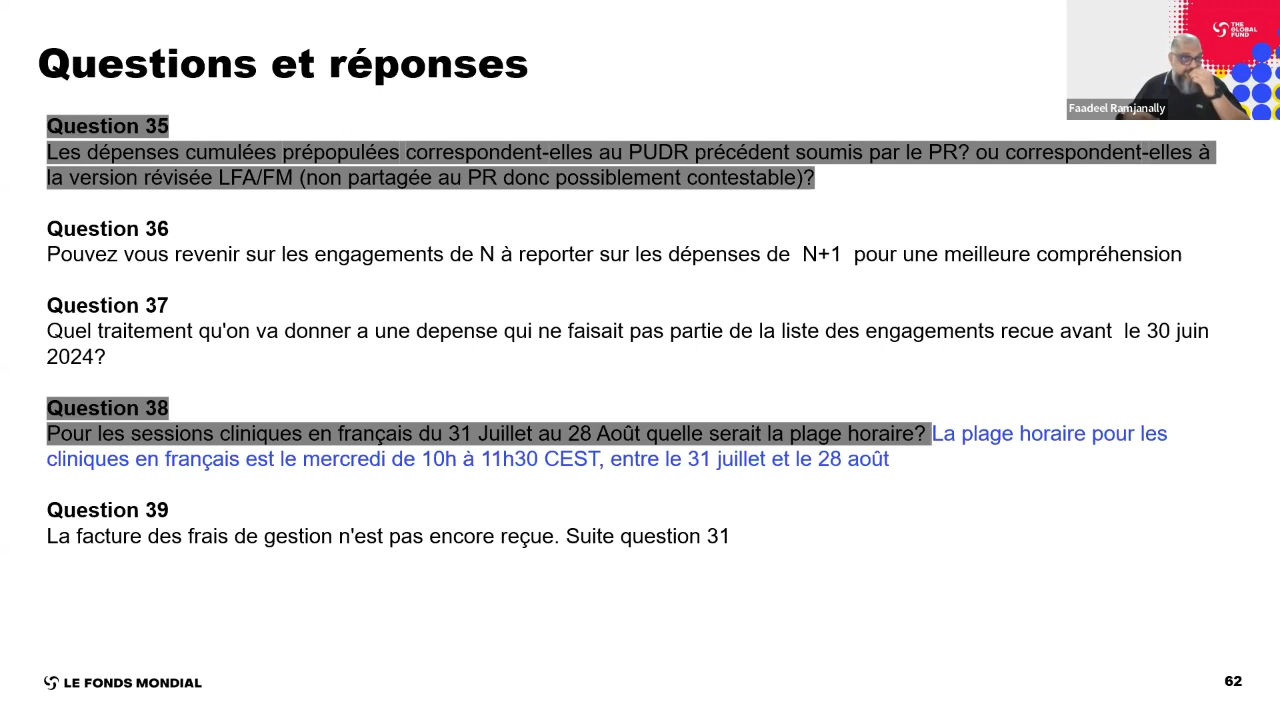 Questions et réponses
THE
GLOBAL
FUND
Faadeel Ramjanally
Question 35
Les dépenses cumulées prépopulées correspondent-elles au PUDR précédent soumis par le PR? ou correspondent-elles à
la version révisée LFA/FM (non partagée au PR donc possiblement contestable)?
Question 36
Pouvez vous revenir sur les engagements de N à reporter sur les dépenses de  N+1  pour une meilleure compréhension
Question 37
Quel traitement qu'on va donner a une depense qui ne faisait pas partie de la liste des engagements recue avant  le 30 juin
2024?
Question 38
Pour les sessions cliniques en français du 31 Juillet au 28 Août quelle serait la plage horaire? La plage horaire pour les
cliniques en français est le mercredi de 10h à 11h30 CEST, entre le 31 juillet et le 28 août
Question 39
La facture des frais de gestion n'est pas encore reçue. Suite question 31
LE FONDS MONDIAL
62